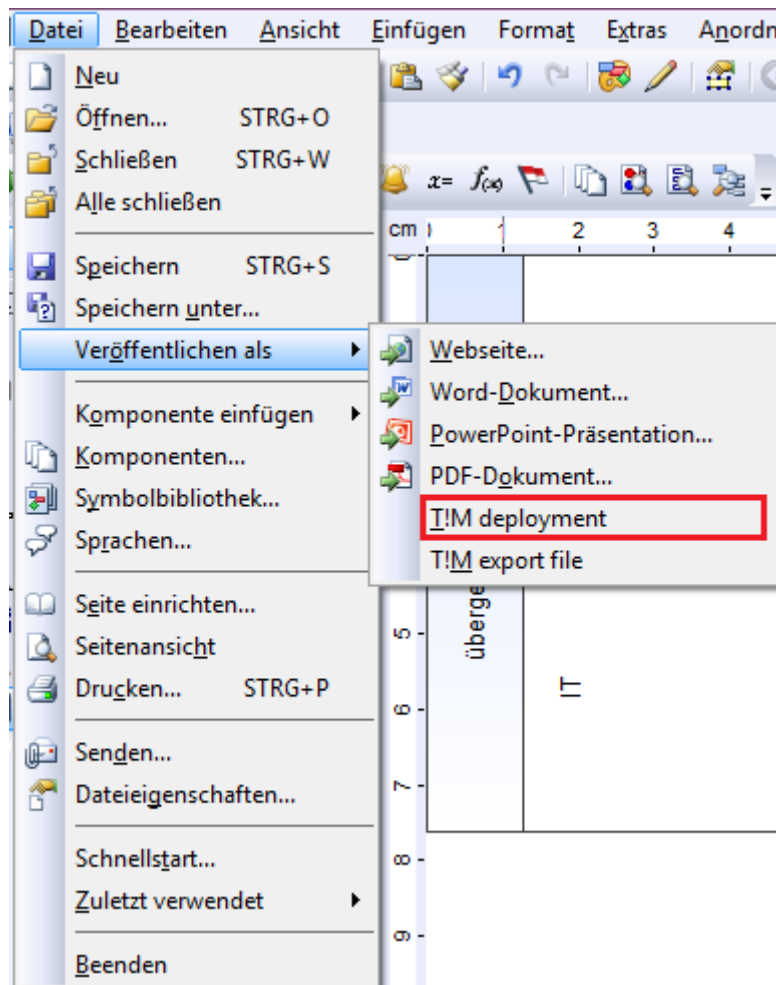 Datei Bearbeiten Ansicht Einfügen Format Extras
Neu
Öffnen... STRG+O
Schließen STRG+W
Alle schließen
x= f(x)
cm 1 2 3 4
Speichern STRG+S
Speichern unter...
Veröffentlichen als
Webseite...
Word-Dokument...
PowerPoint-Präsentation...
PDF-Dokument...
T!M deployment
T!M export file
Komponente einfügen
Komponenten...
Symbolbibliothek...
Sprachen...
Seite einrichten...
Seitenansicht
Drucken... STRG+P
Senden...
Dateieigenschaften...
Schnellstart...
Zuletzt verwendet
Beenden
5
6
7
8
9
IT